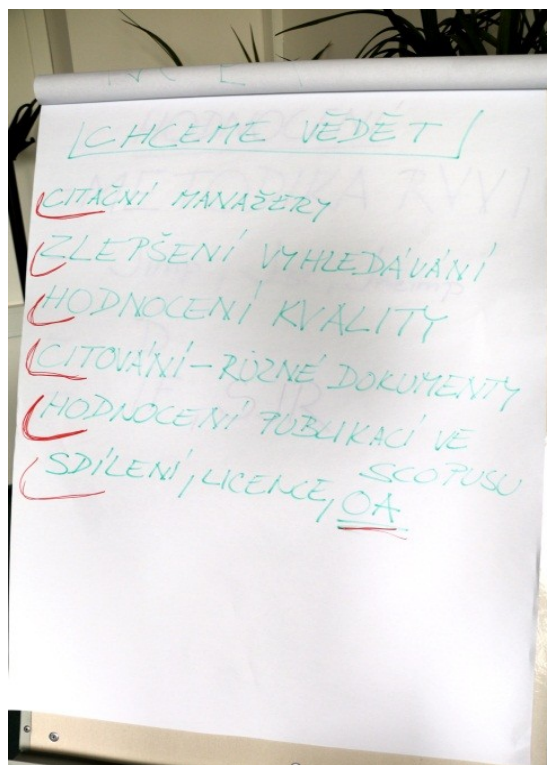 CHCEME VĚDĚT
CITAČNÍ MANAŽERY
ZLEPŠENÍ VYHLEDÁVÁNÍ
HODNOCENÍ KVALITY
CITOVÁNÍ – RŮZNÉ DOKUMENTY
HODNOCENÍ PUBLIKACÍ VE
SCOPUSU
SDÍLENÍ, LICENCE, OA